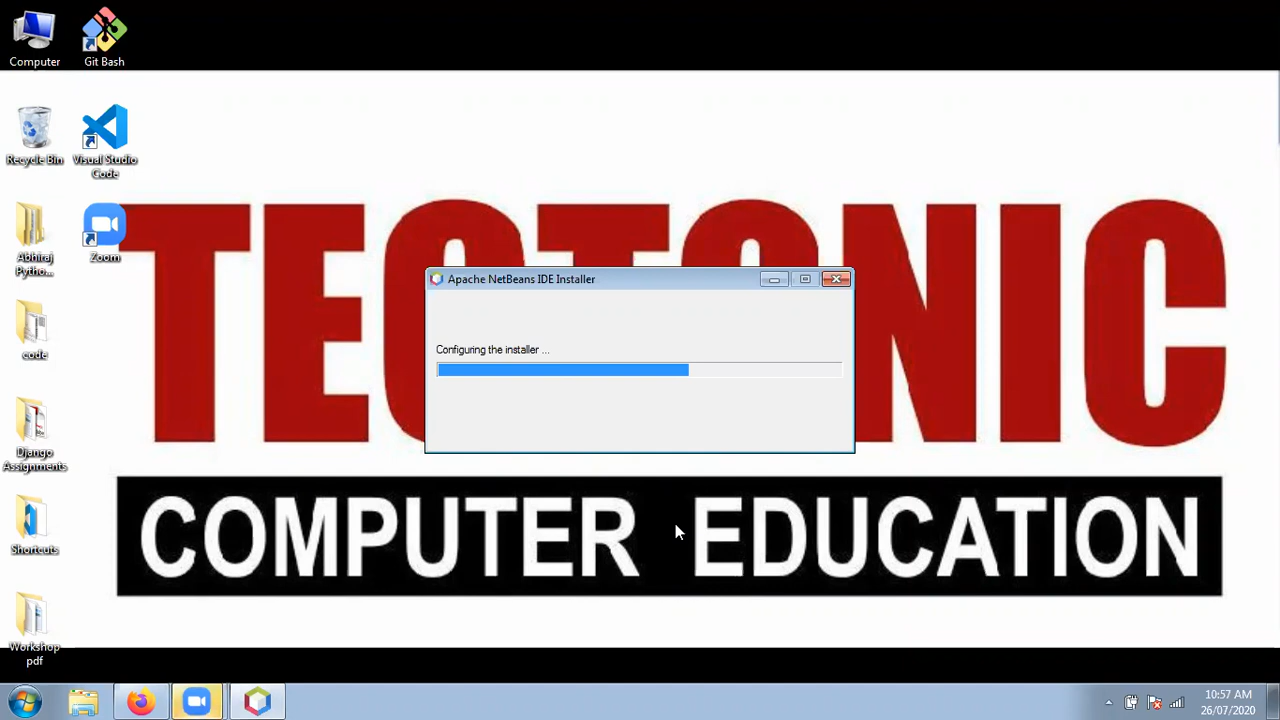 Computer
Git Bash
Recycle Bin
Visual Studio
Code
Abhiraj
Pytho...
Zoom
code
Django
Assignments
Shortcuts
Workshop
pdf
TECTONIC
COMPUTER EDUCATION
Apache NetBeans IDE Installer
Configuring the installer ...
10:57 AM
26/07/2020